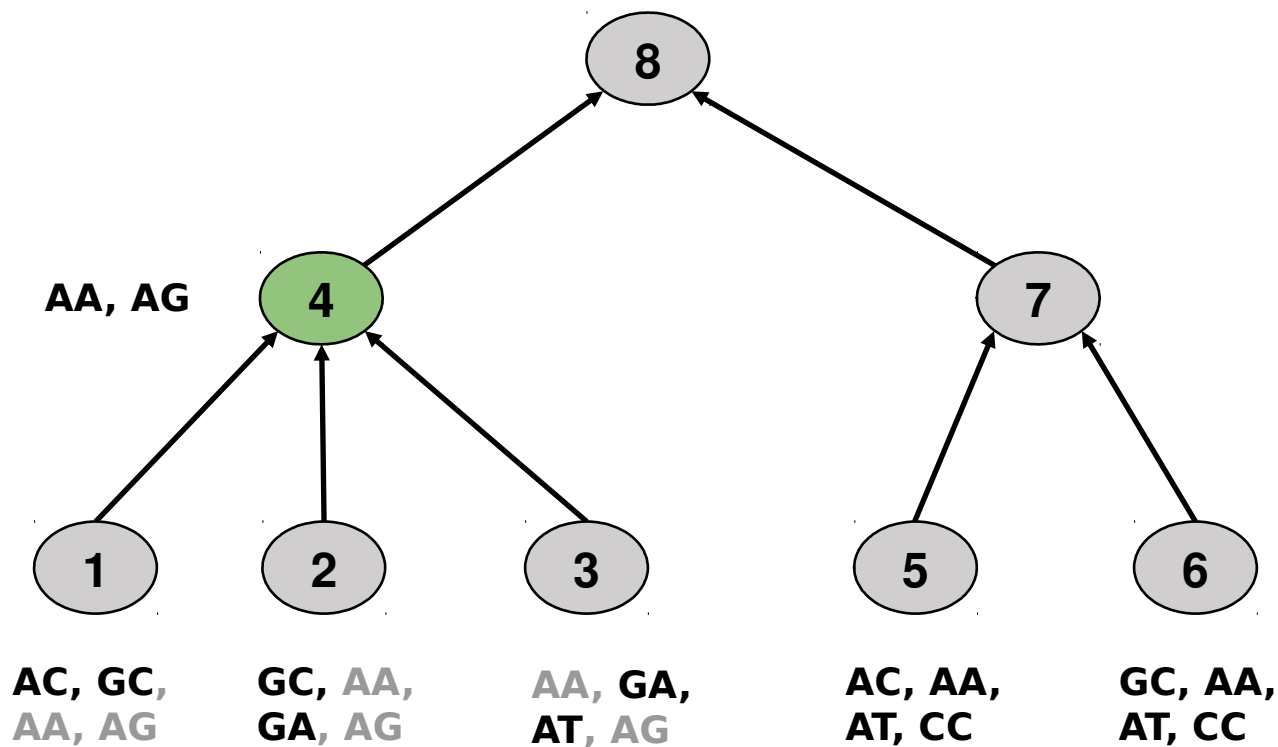 8
AA, AG
4
7
1
2
3
5
6
AC, GC,
AA, AG
GC, AA,
GA, AG
AA, GA,
AT, AG
AC, AA,
AT, CC
GC, AA,
AT, CC